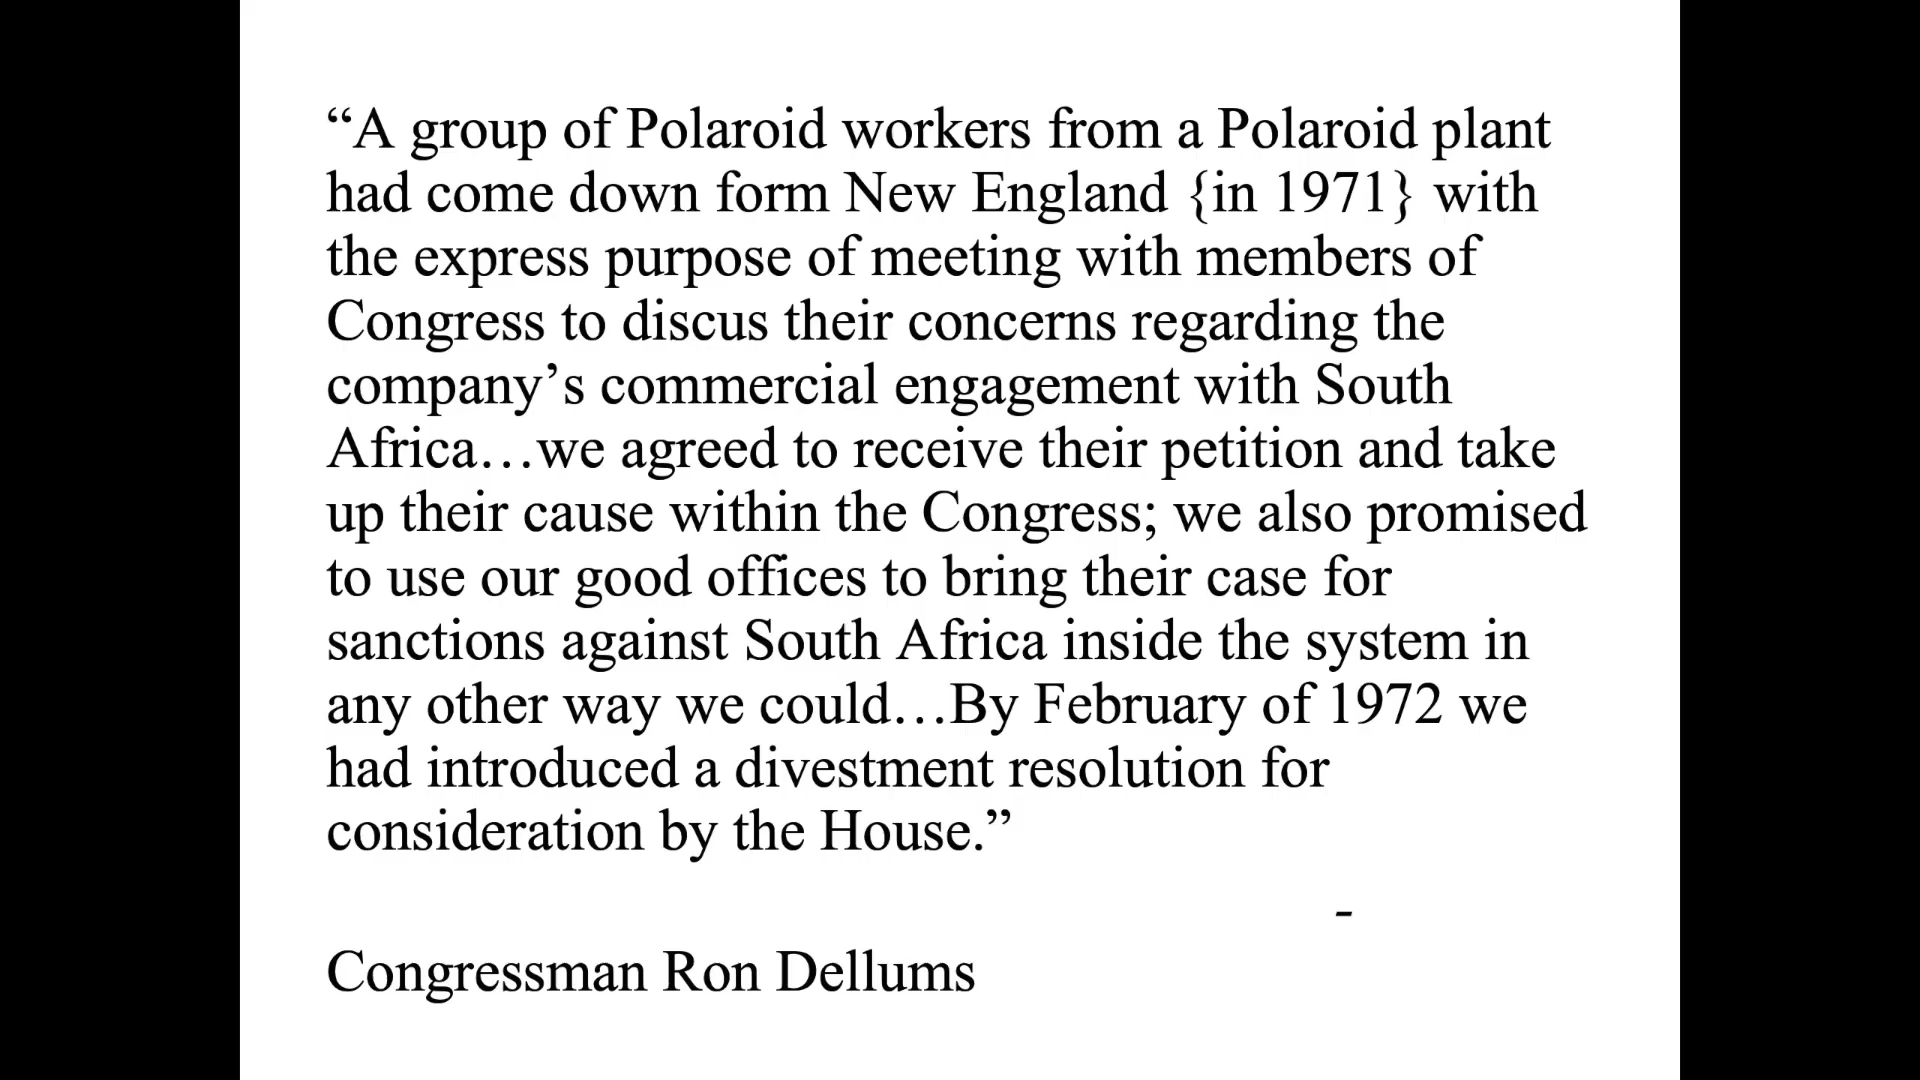 “A group of Polaroid workers from a Polaroid plant
had come down form New England {in 1971} with
the express purpose of meeting with members of
Congress to discus their concerns regarding the
company’s commercial engagement with South
Africa…we agreed to receive their petition and take
up their cause within the Congress; we also promised
to use our good offices to bring their case for
sanctions against South Africa inside the system in
any other way we could…By February of 1972 we
had introduced a divestment resolution for
consideration by the House.”
-
Congressman Ron Dellums